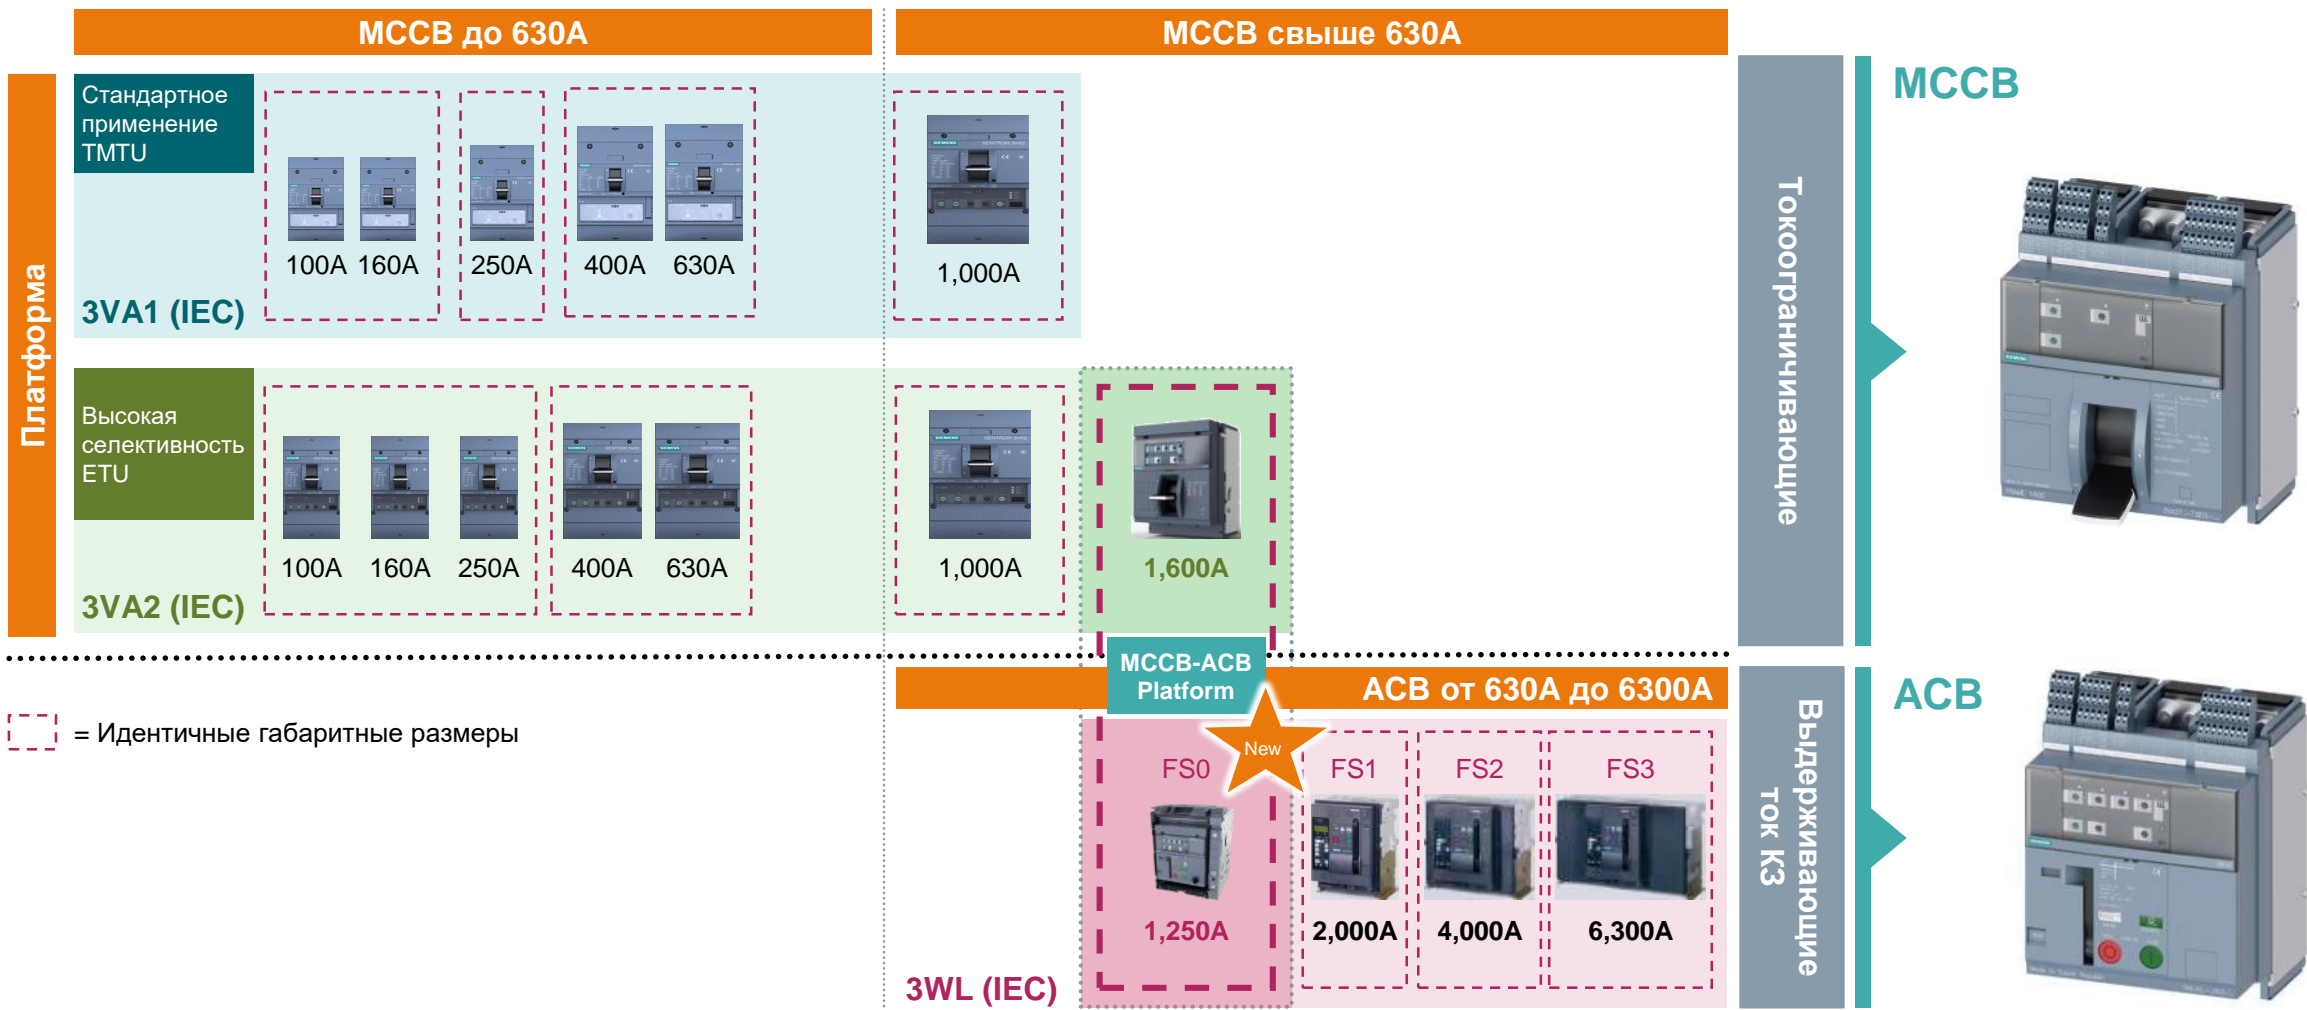 MCCB до 630A
MCCB свыше 630A
Платформа
Стандартное
применение
TMTU
100A 160A
250A
400A 630A
1,000A
3VA1 (IEC)
Высокая
селективность
ETU
100A 160A 250A
400A 630A
1,000A
1,600A
3VA2 (IEC)
Токоограничивающие
MCCB
MCCB-ACB
Platform
ACB от 630A до 6300A
New
= Идентичные габаритные размеры
FS0
FS1
FS2
FS3
1,250A
2,000A
4,000A
6,300A
3WL (IEC)
Выдерживающие
ток КЗ
ACB